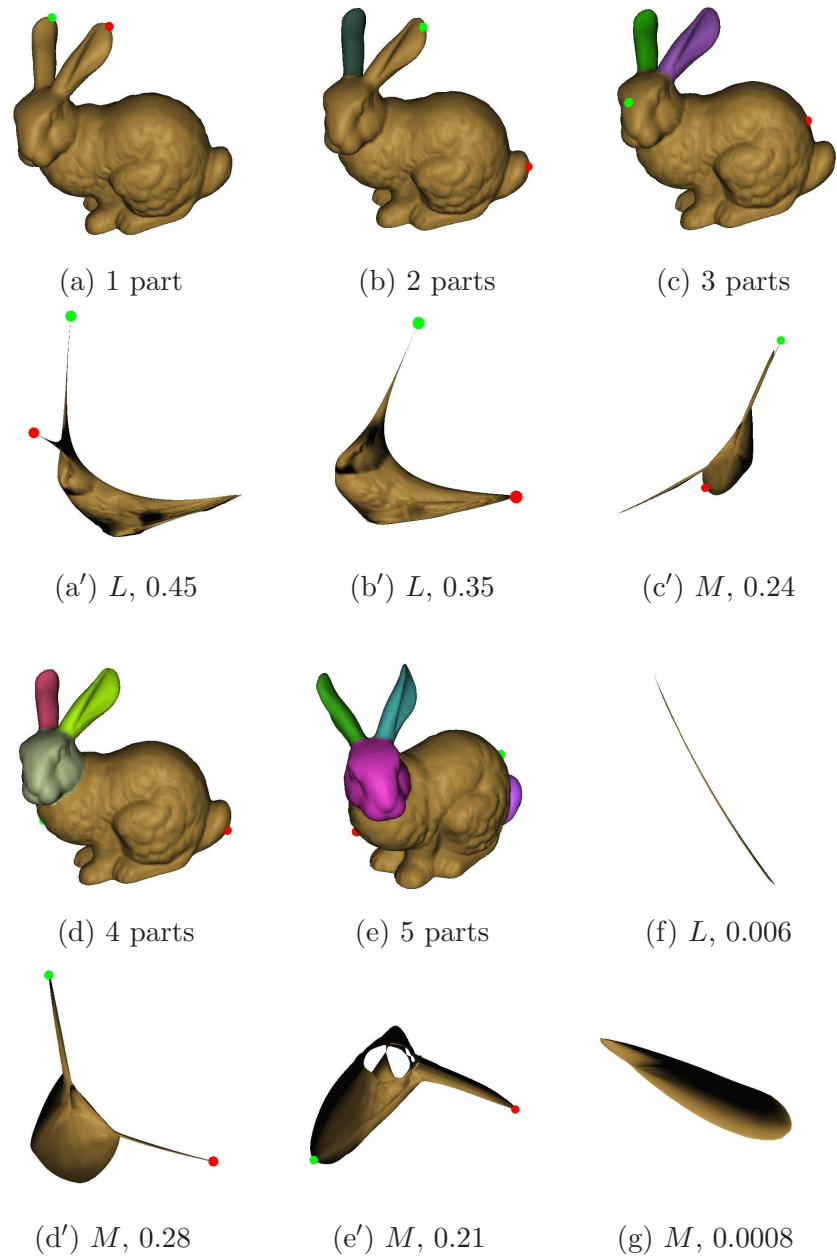 (a) 1 part (b) 2 parts (c) 3 parts
(a′) L, 0.45 (b′) L, 0.35 (c′) M, 0.24
(d) 4 parts (e) 5 parts (f) L, 0.006
(d′) M, 0.28 (e′) M, 0.21 (g) M, 0.0008